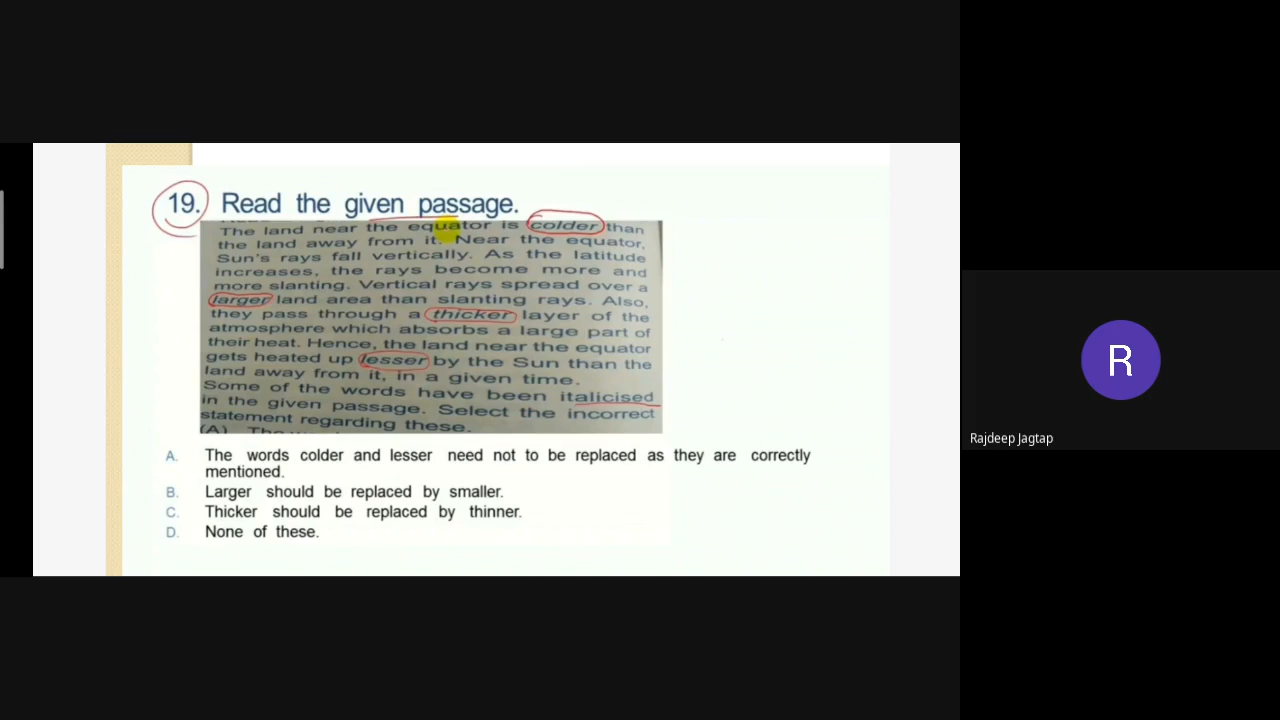 19. Read the given passage.
The land near the equator is colder than
the land away from it. Near the equator,
Sun's rays fall vertically. As the latitude
increases, the rays become more and
more slanting. Vertical rays spread over a
larger land area than slanting rays. Also,
they pass through a thicker layer of the
atmosphere which absorbs a large part of
their heat. Hence, the land near the equator
gets heated up lesser by the Sun than the
land away from it, in a given time.
Some of the words have been italicised
in the given passage. Select the incorrect
statement regarding these.
(A)
A. The words colder and lesser need not to be replaced as they are correctly
mentioned.
B. Larger should be replaced by smaller.
C. Thicker should be replaced by thinner.
D. None of these.
R
Rajdeep Jagtap